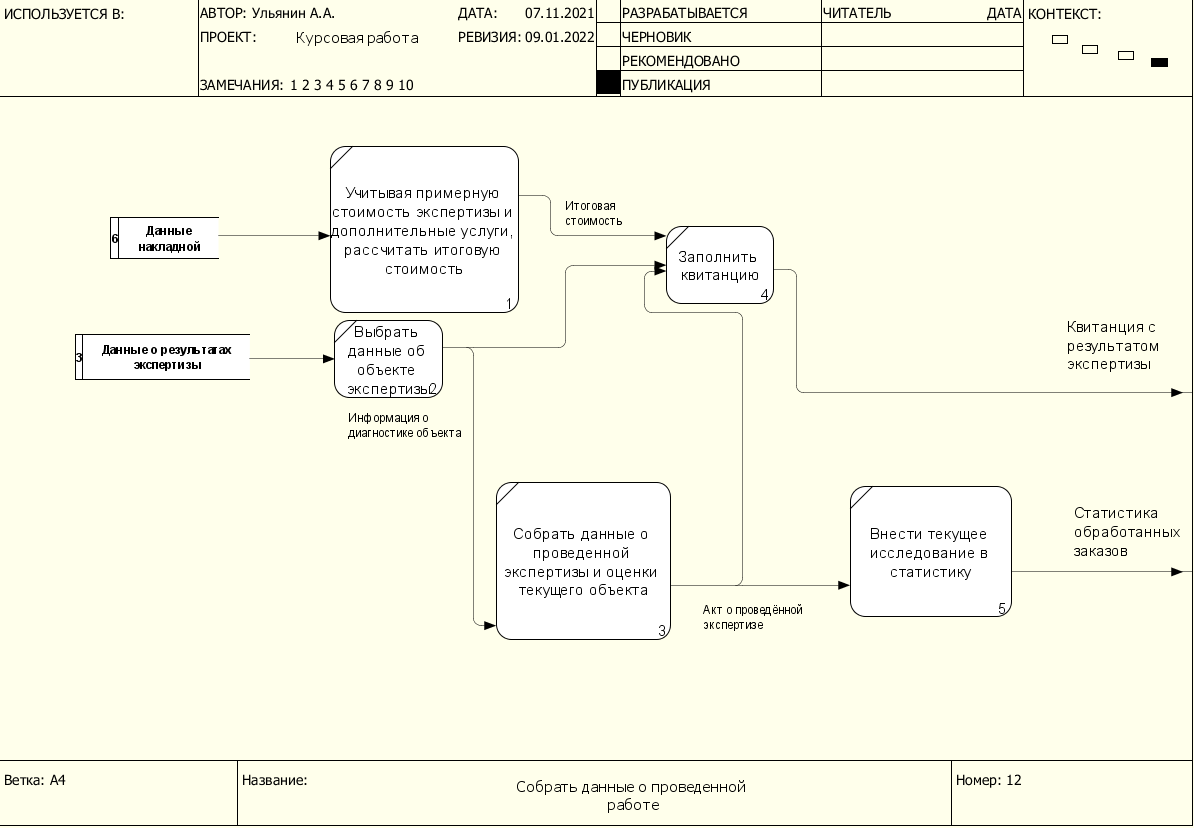 ИСПОЛЬЗУЕТСЯ В:
АВТОР: Ульянин А.А.
ДАТА: 07.11.2021
ПРОЕКТ: Курсовая работа
РЕВИЗИЯ: 09.01.2022
ЗАМЕЧАНИЯ: 1 2 3 4 5 6 7 8 9 10
РАЗРАБАТЫВАЕТСЯ
ЧЕРНОВИК
РЕКОМЕНДОВАНО
ПУБЛИКАЦИЯ
ЧИТАТЕЛЬ ДАТА
КОНТЕКСТ:
6
Данные
накладной
Учитывая примерную
стоимость экспертизы и
дополнительные услуги,
рассчитать итоговую
стоимость
1
Итоговая
стоимость
Заполнить
квитанцию
4
3
Данные о результатах
экспертизы
Выбрать
данные об
объекте
экспертизы
2
Информация о
диагностике объекта
Квитанция с
результатом
экспертизы
Собрать данные о
проведенной
экспертизы и оценки
текущего объекта
3
Акт о проведённой
экспертизе
Внести текущее
исследование в
статистику
5
Статистика
обработанных
заказов
Ветка: A4
Название:
Собрать данные о проведенной
работе
Номер: 12